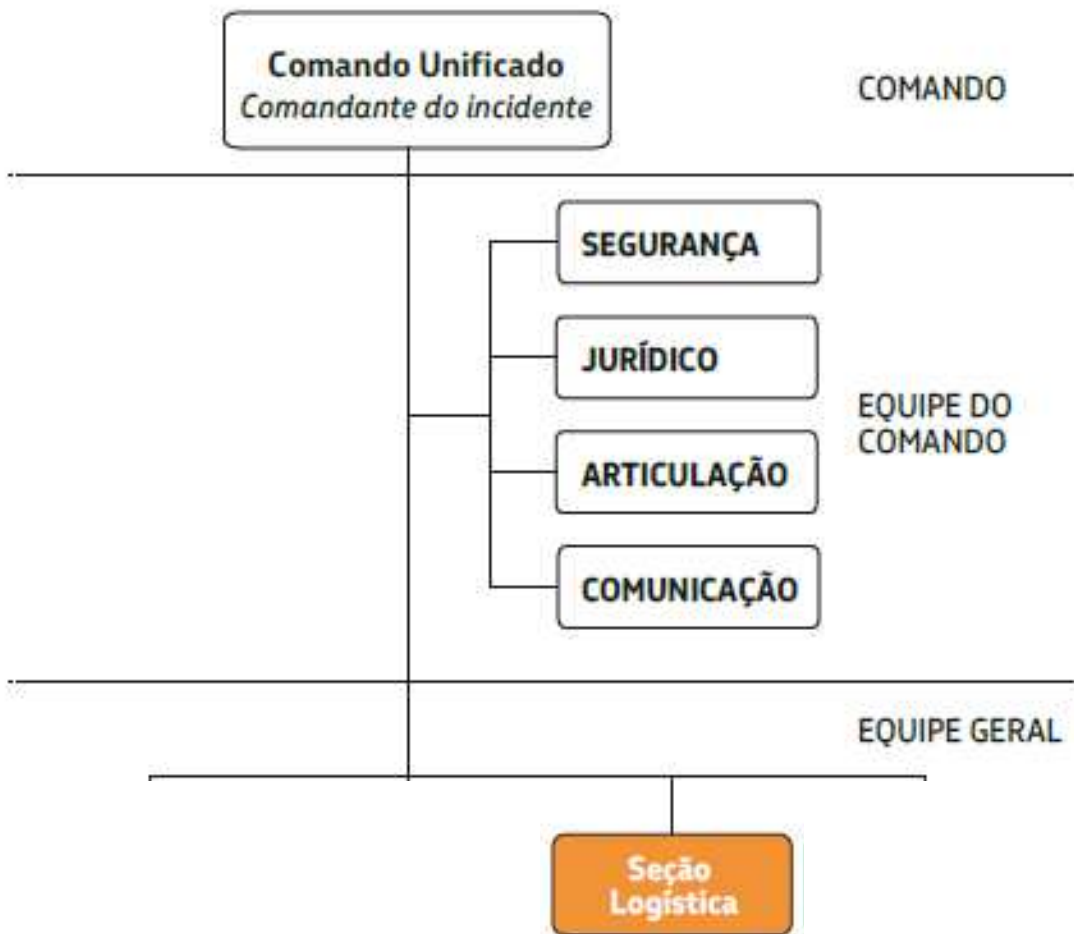 Comando Unificado
Comandante do incidente
COMANDO
SEGURANÇA
JURÍDICO
ARTICULAÇÃO
COMUNICAÇÃO
EQUIPE DO
COMANDO
EQUIPE GERAL
Seção
Logística